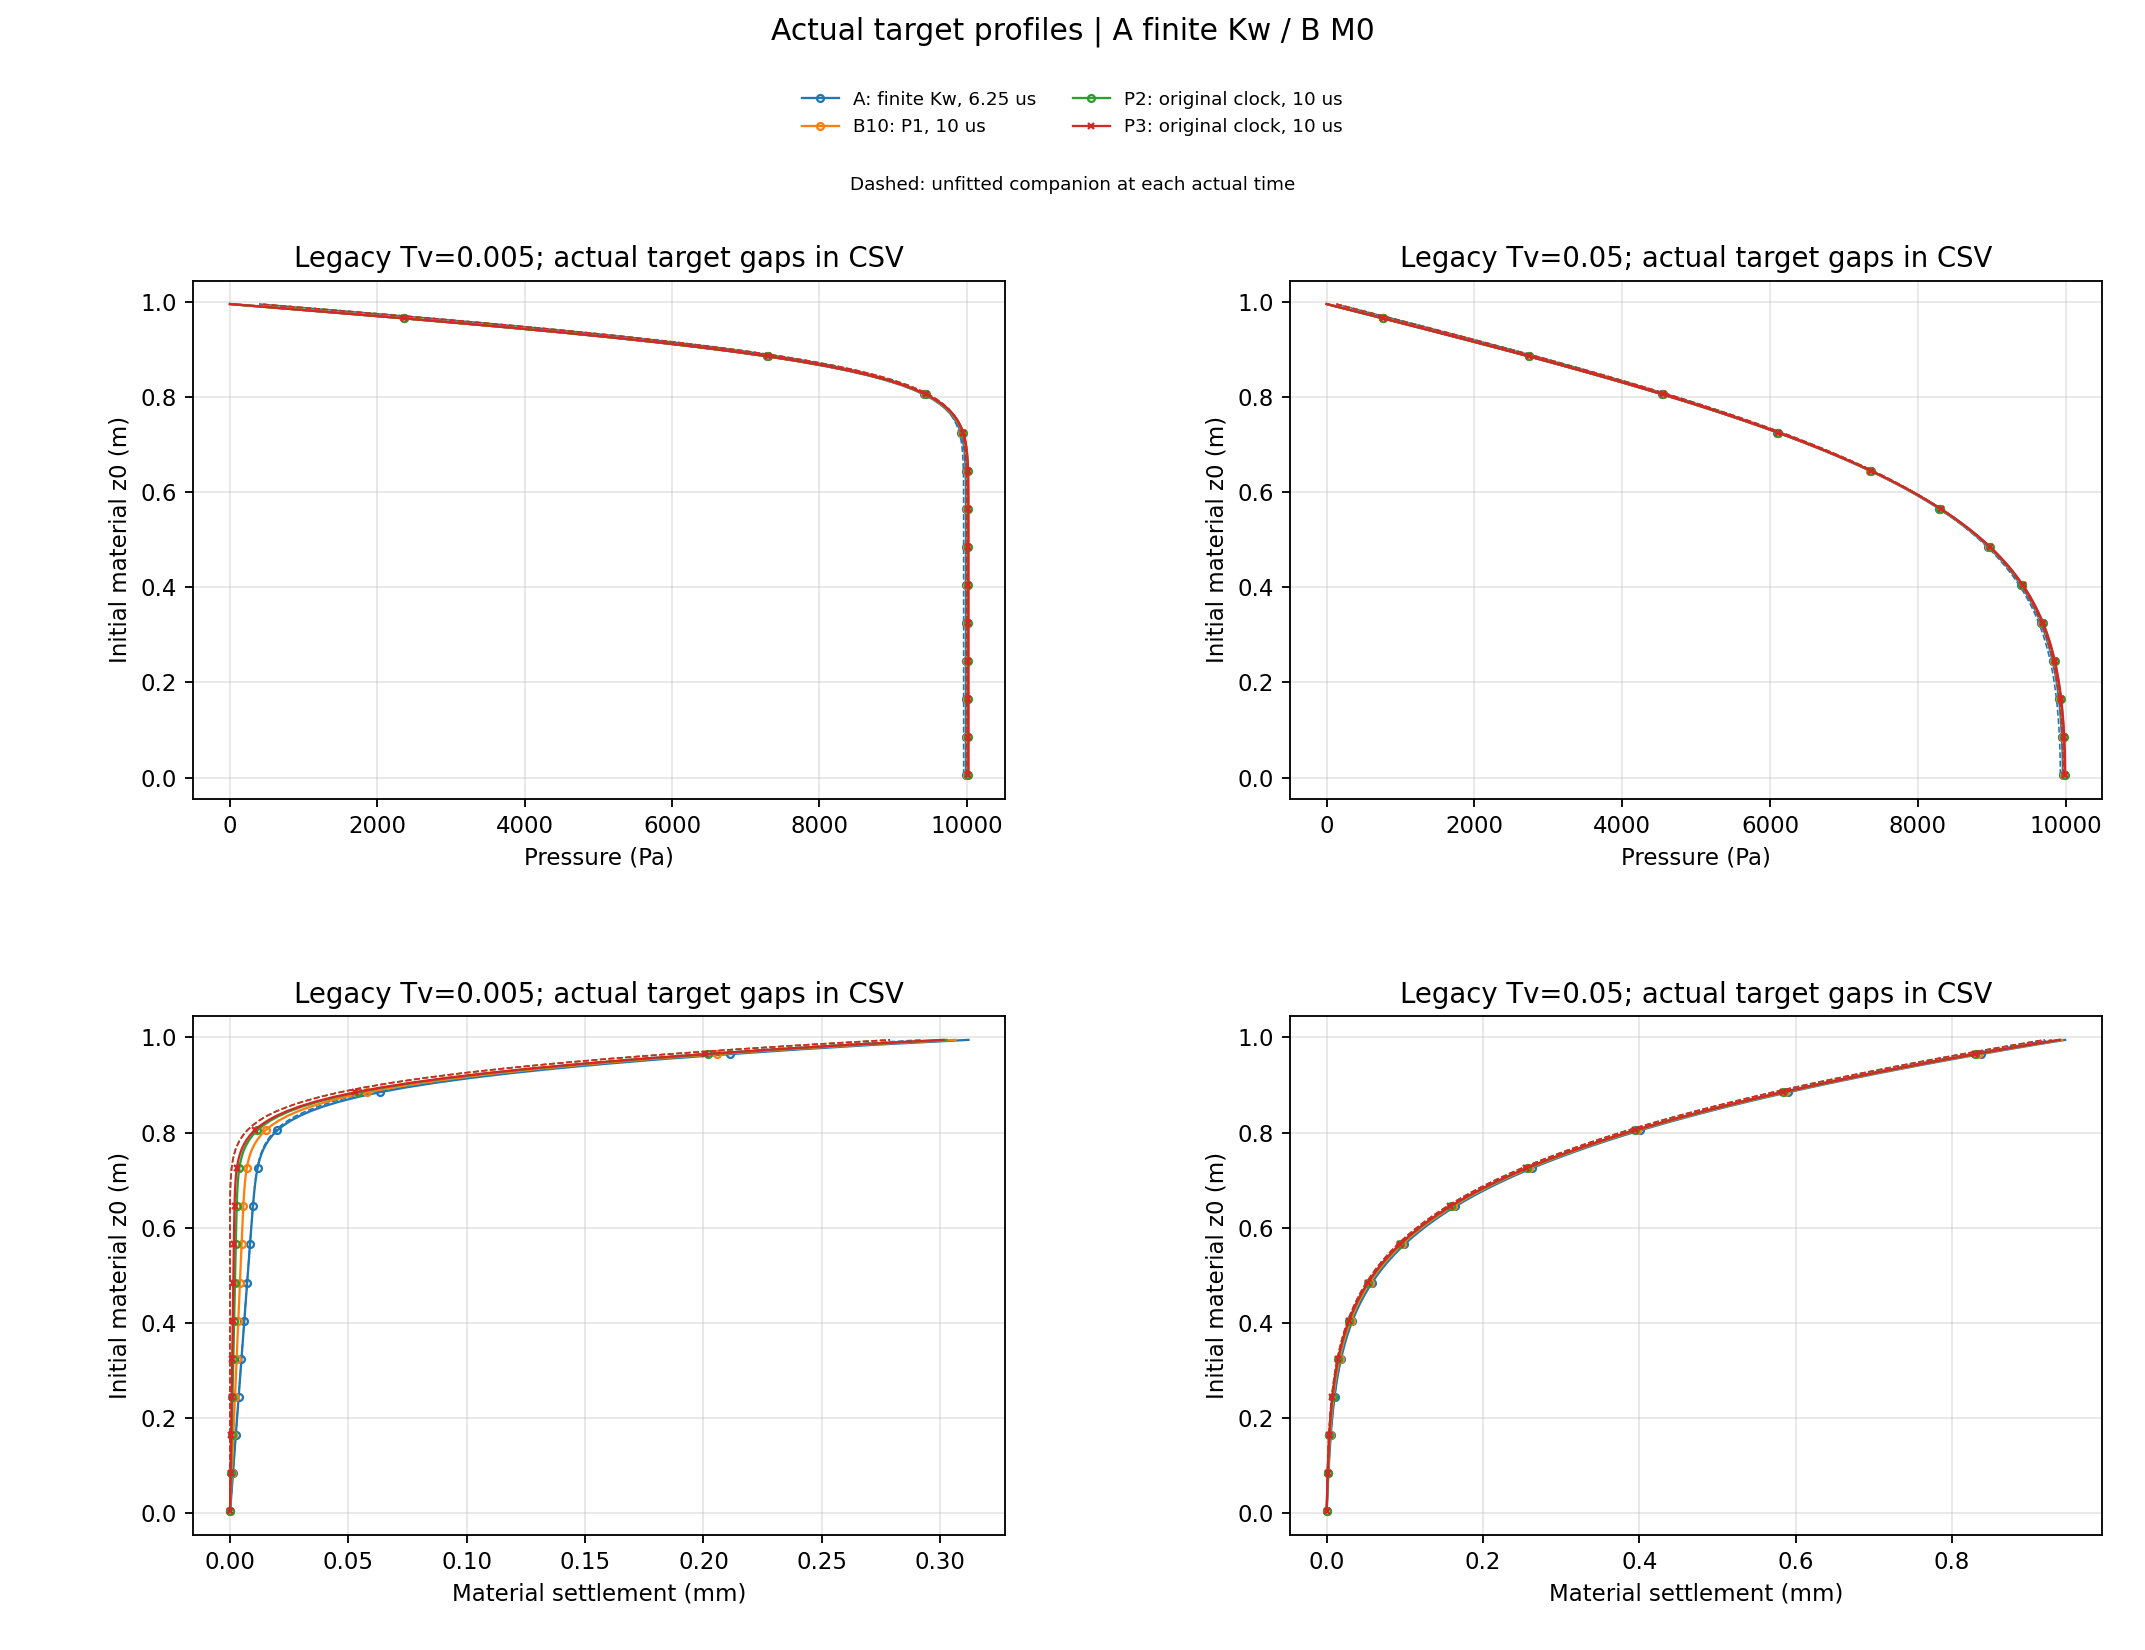 Actual target profiles | A finite Kw / B M0
A: finite Kw, 6.25 us
B10: P1, 10 us
P2: original clock, 10 us
P3: original clock, 10 us
Dashed: unfitted companion at each actual time
Legacy Tv=0.005; actual target gaps in CSV
1.0
0.8
0.6
0.4
0.2
0.0
Initial material z0 (m)
0 2000 4000 6000 8000 10000
Pressure (Pa)
Legacy Tv=0.05; actual target gaps in CSV
1.0
0.8
0.6
0.4
0.2
0.0
Initial material z0 (m)
0 2000 4000 6000 8000 10000
Pressure (Pa)
Legacy Tv=0.005; actual target gaps in CSV
1.0
0.8
0.6
0.4
0.2
0.0
Initial material z0 (m)
0.00 0.05 0.10 0.15 0.20 0.25 0.30
Material settlement (mm)
Legacy Tv=0.05; actual target gaps in CSV
1.0
0.8
0.6
0.4
0.2
0.0
Initial material z0 (m)
0.0 0.2 0.4 0.6 0.8
Material settlement (mm)